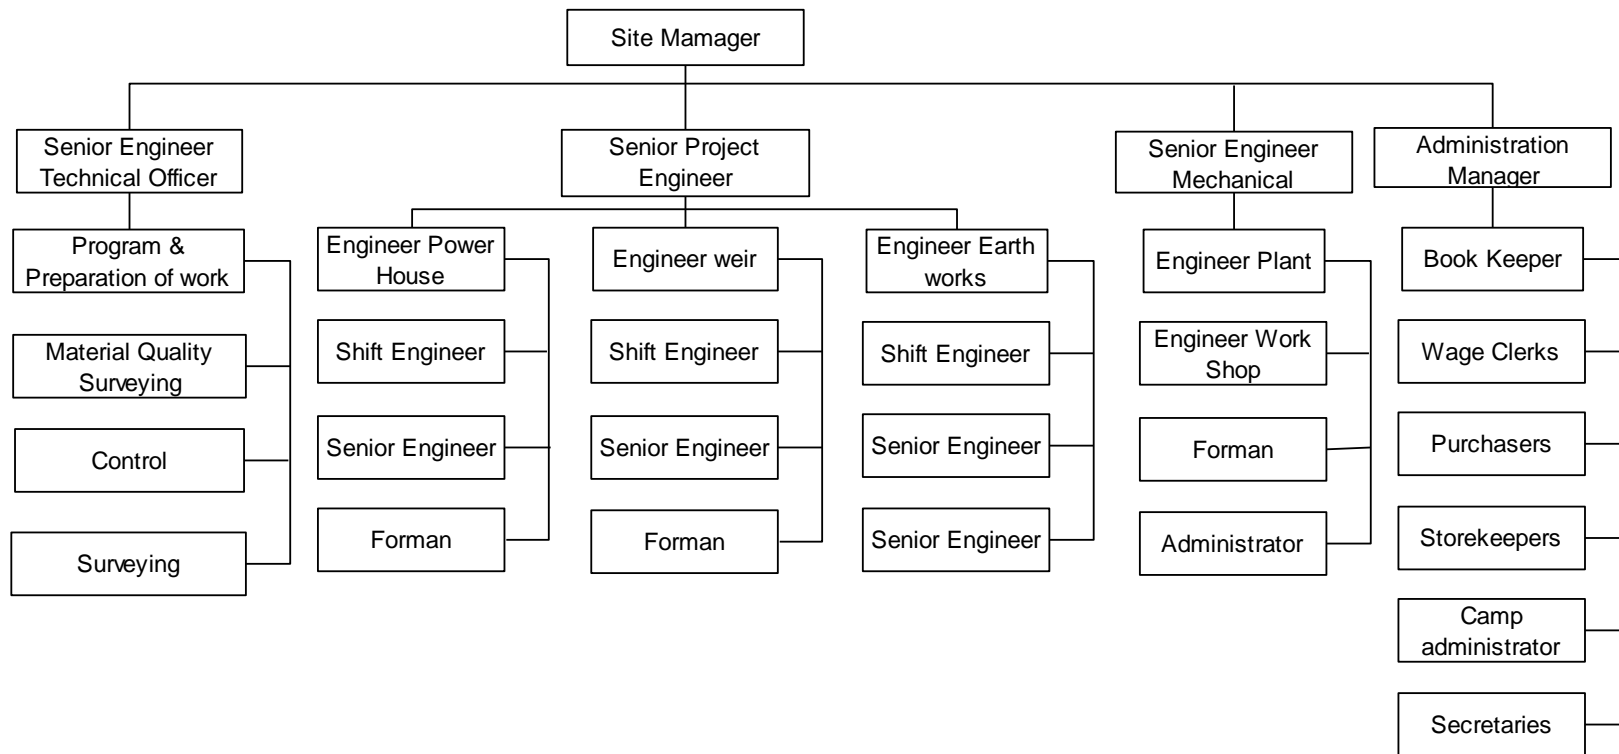 Site Mamager
Senior Engineer
Technical Officer
Senior Project
Engineer
Senior Engineer
Mechanical
Administration
Manager
Program &
Preparation of work
Engineer Power
House
Engineer weir
Engineer Earth
works
Engineer Plant
Book Keeper
Material Quality
Surveying
Shift Engineer
Shift Engineer
Shift Engineer
Engineer Work
Shop
Wage Clerks
Control
Senior Engineer
Senior Engineer
Senior Engineer
Forman
Purchasers
Surveying
Forman
Forman
Senior Engineer
Administrator
Storekeepers
Camp
administrator
Secretaries